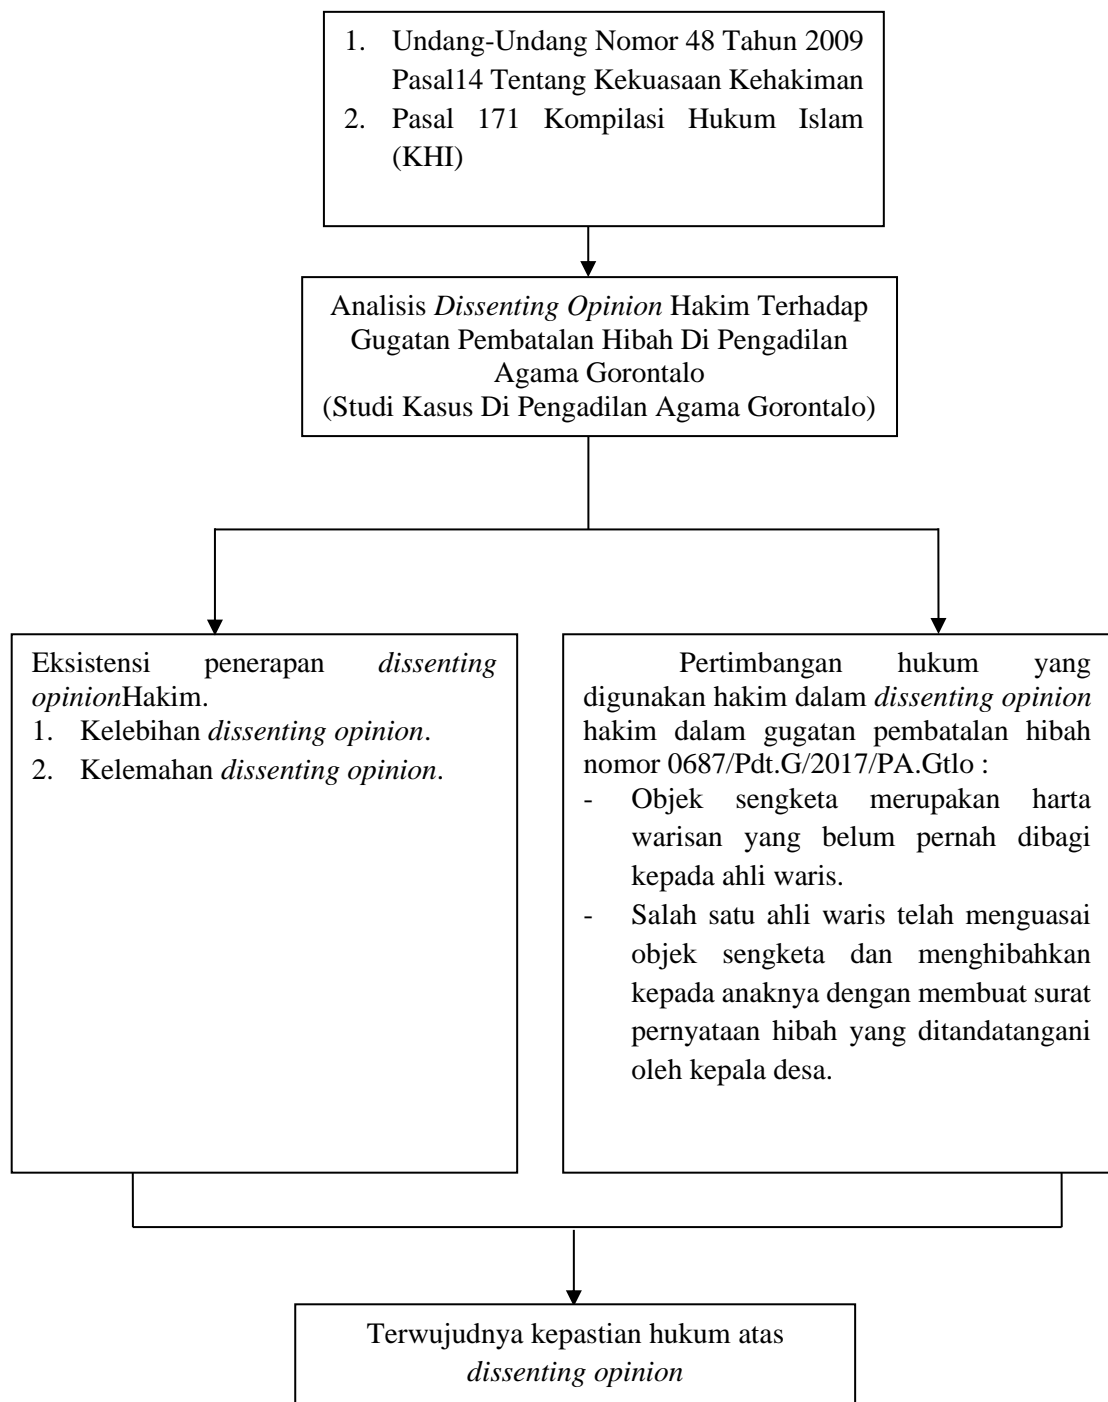 1. Undang-Undang Nomor 48 Tahun 2009
Pasal14 Tentang Kekuasaan Kehakiman
2. Pasal 171 Kompilasi Hukum Islam
(KHI)
Analisis Dissenting Opinion Hakim Terhadap
Gugatan Pembatalan Hibah Di Pengadilan
Agama Gorontalo
(Studi Kasus Di Pengadilan Agama Gorontalo)
Eksistensi penerapan dissenting
opinionHakim.
1. Kelebihan dissenting opinion.
2. Kelemahan dissenting opinion.
Pertimbangan hukum yang
digunakan hakim dalam dissenting opinion
hakim dalam gugatan pembatalan hibah
nomor 0687/Pdt.G/2017/PA.Gtlo :
- Objek sengketa merupakan harta
warisan yang belum pernah dibagi
kepada ahli waris.
- Salah satu ahli waris telah menguasai
objek sengketa dan menghibahkan
kepada anaknya dengan membuat surat
pernyataan hibah yang ditandatangani
oleh kepala desa.
Terwujudnya kepastian hukum atas
dissenting opinion